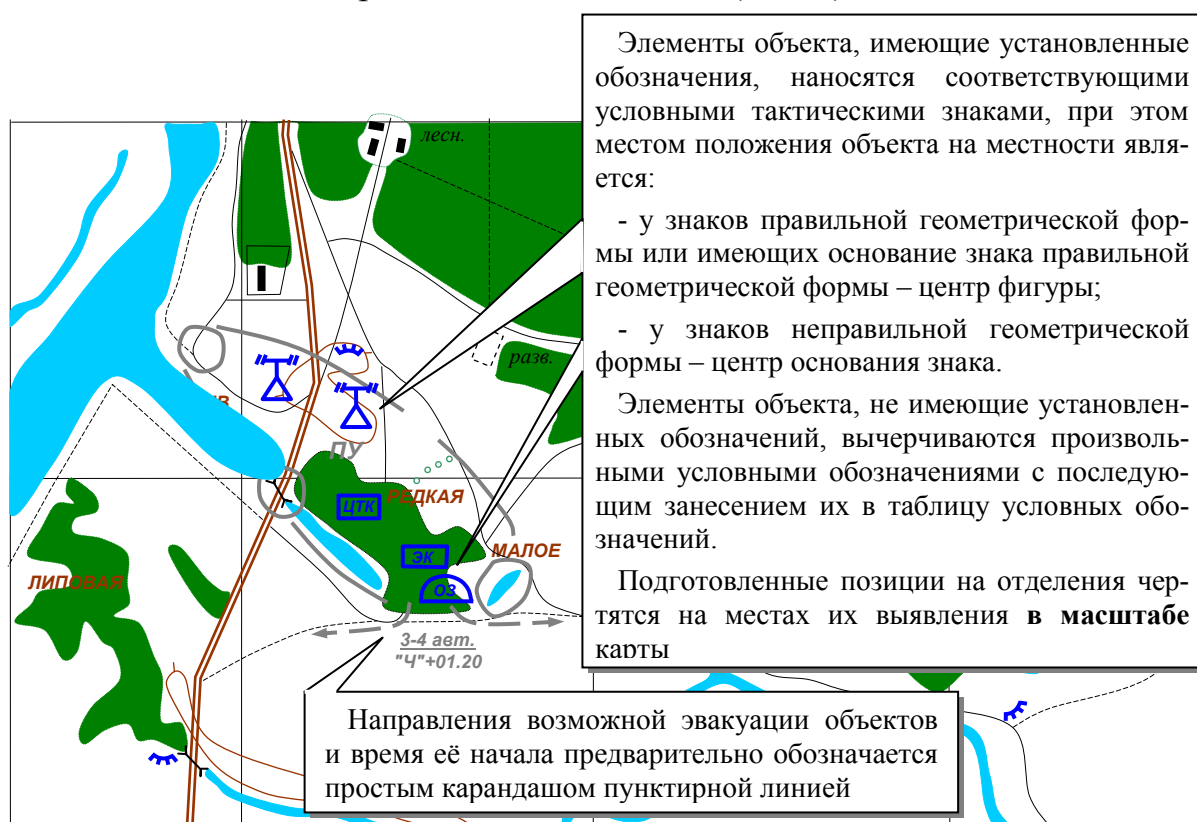 Элементы объекта, имеющие установленные
обозначения, наносятся соответствующими
условными тактическими знаками, при этом
местом положения объекта на местности явля-
ется:
- у знаков правильной геометрической фор-
мы или имеющих основание знака правильной
геометрической формы – центр фигуры;
- у знаков неправильной геометрической
формы – центр основания знака.
Элементы объекта, не имеющие установлен-
ных обозначений, вычерчиваются произволь-
ными условными обозначениями с последую-
щим занесением их в таблицу условных обо-
значений.
Подготовленные позиции на отделения чер-
тятся на местах их выявления в масштабе
карты
лесн.
разв.
ПУ
РЕДКАЯ
ЦТК
ЭК
МАЛОЕ
ОЗ
ЛИПОВАЯ
3-4 авт.
"Ч"+01.20
Направления возможной эвакуации объектов
и время её начала предварительно обозначается
простым карандашом пунктирной линией